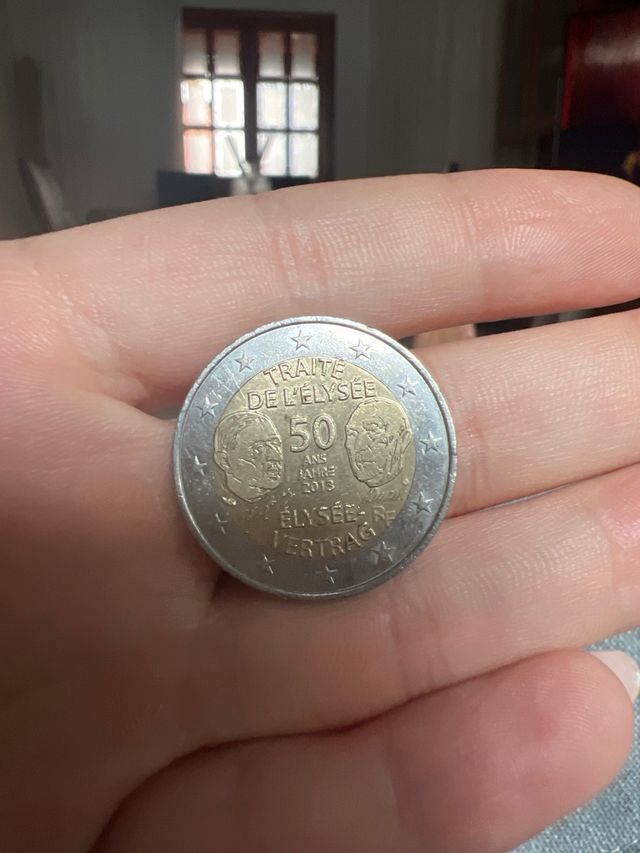 TRAITÉ
DE L'ÉLYSÉE
50
ANS
JAHRE
2013
ÉLYSÉE-
VERTRAG
RF